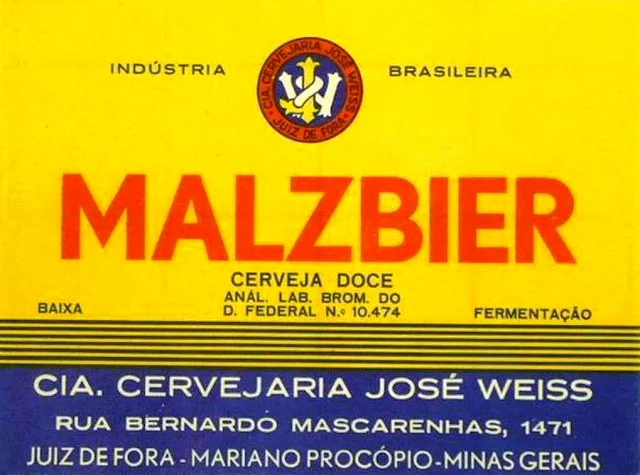 INDÚSTRIA BRASILEIRA
CIA. CERVEJARIA JOSÉ WEISS
JUIZ DE FORA
JW
MALZBIER
CERVEJA DOCE
ANÁL. LAB. BROM. DO
D. FEDERAL N.º 10.474
BAIXA FERMENTAÇÃO
CIA. CERVEJARIA JOSÉ WEISS
RUA BERNARDO MASCARENHAS, 1471
JUIZ DE FORA - MARIANO PROCÓPIO - MINAS GERAIS